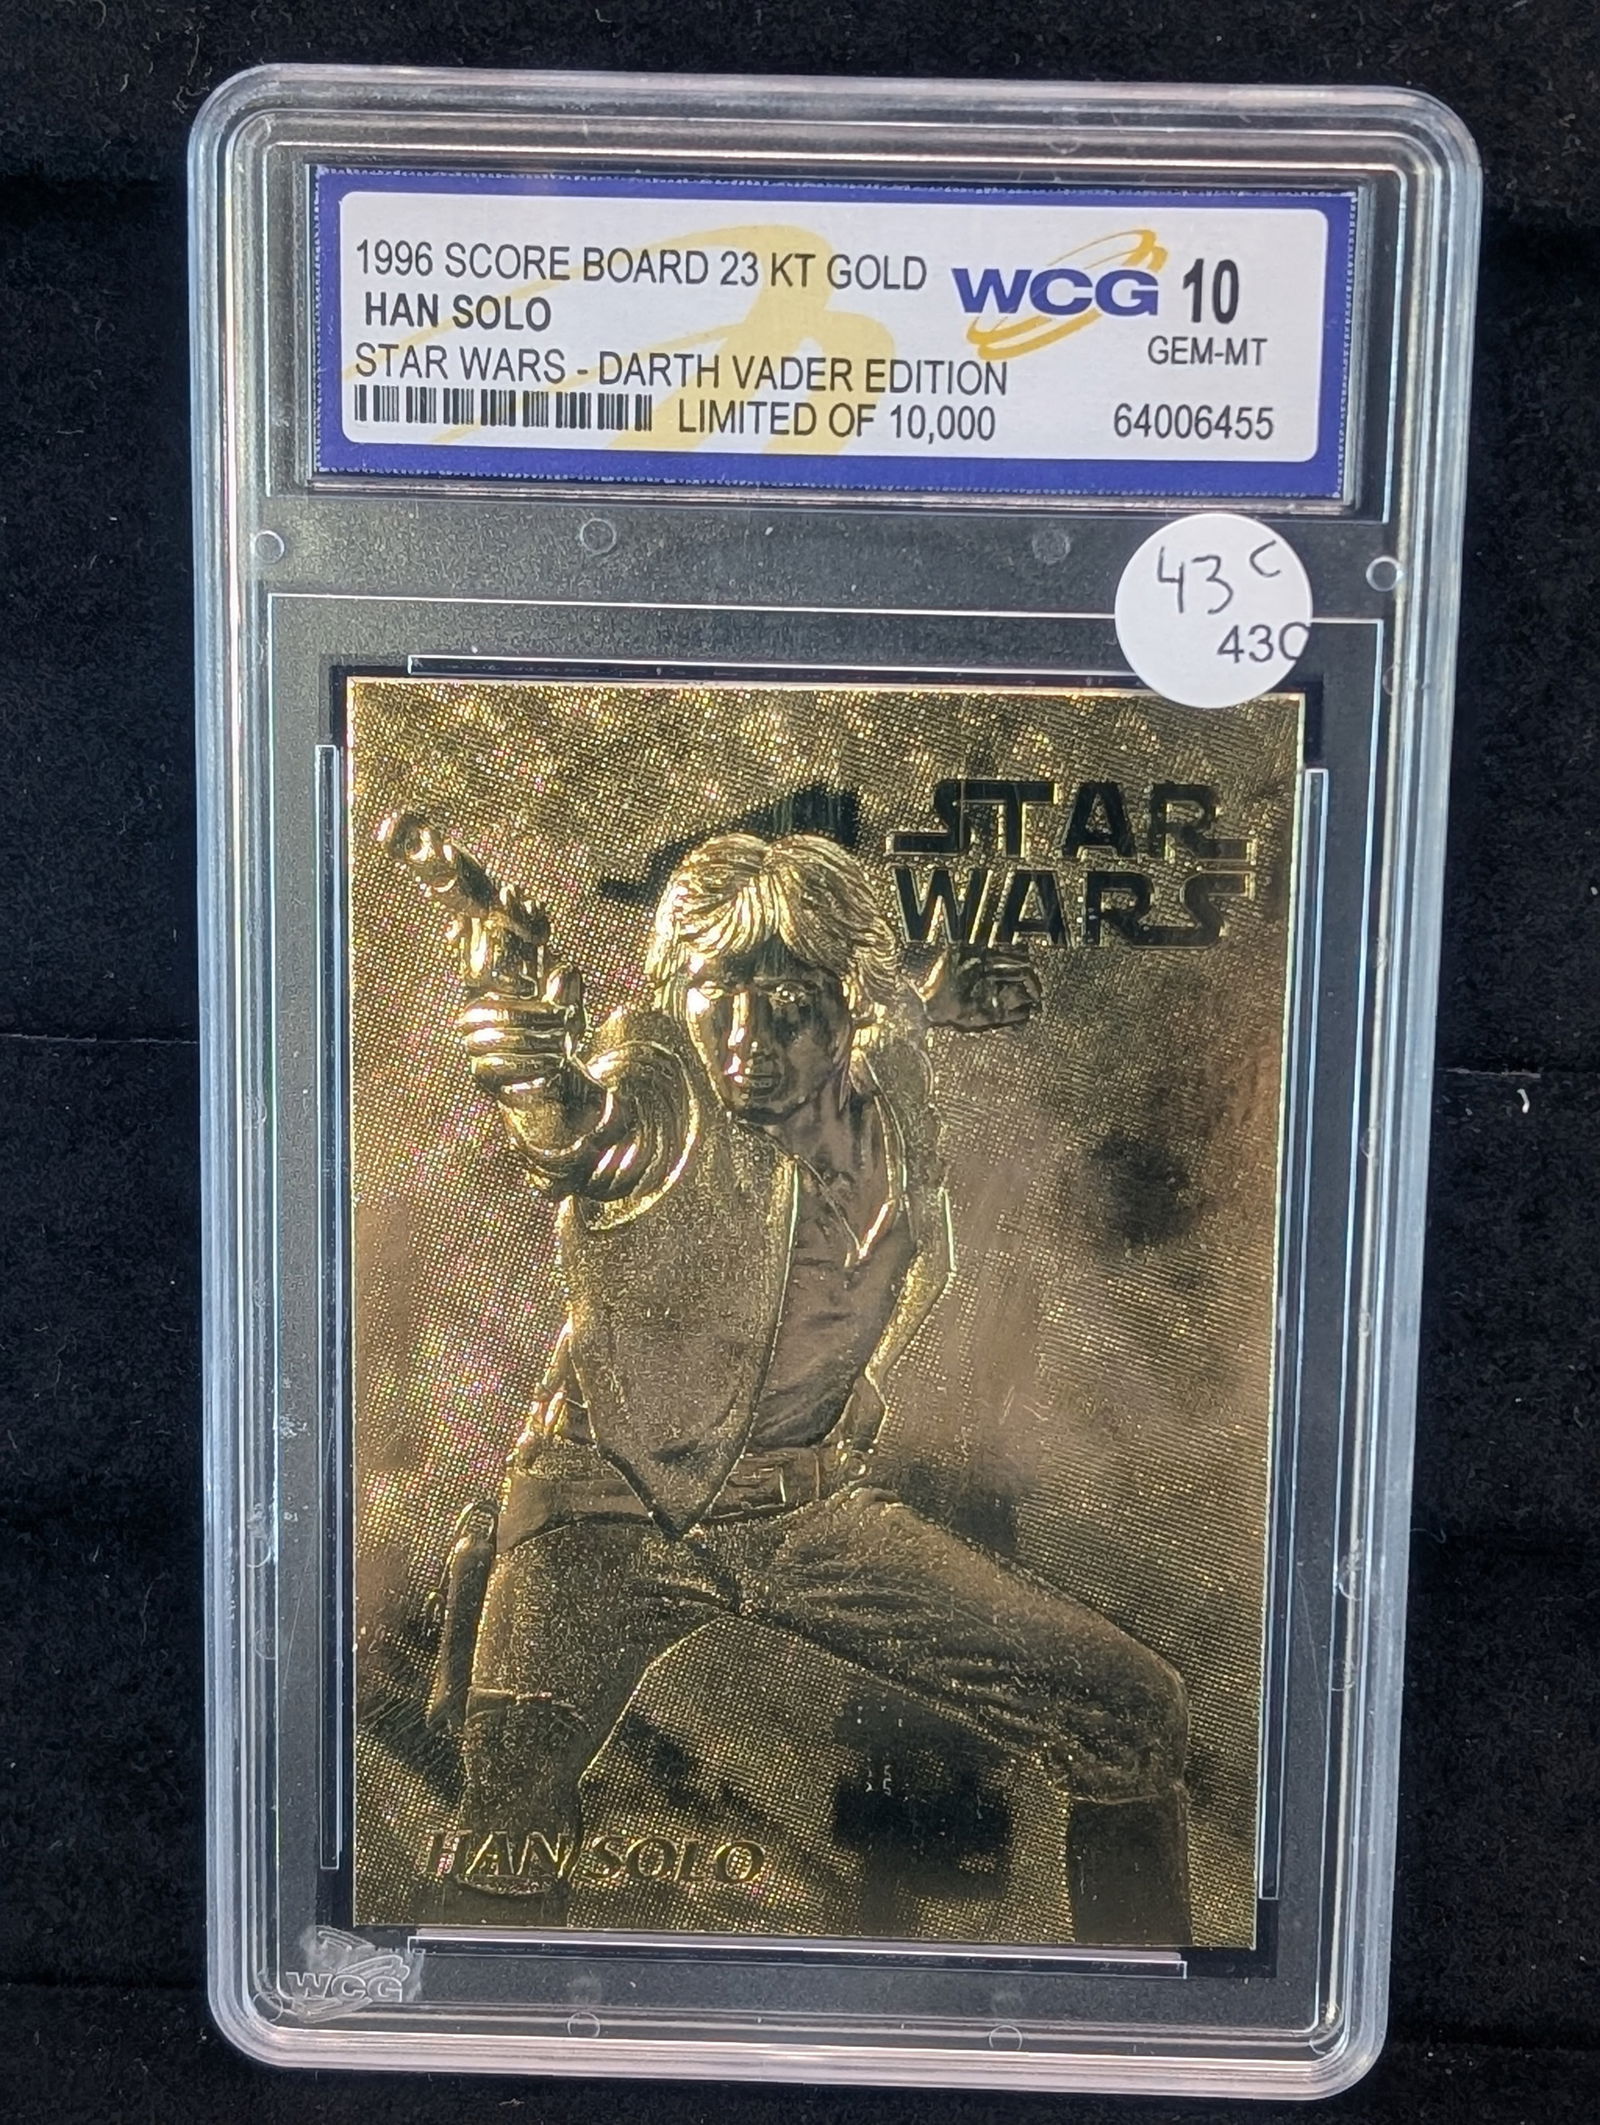 1996 SCORE BOARD 23 KT GOLD
WCG 10
HAN SOLO
GEM-MT
STAR WARS - DARTH VADER EDITION
LIMITED OF 10,000
64006455
43C
43C
STAR
WARS
HAN SOLO
WCG